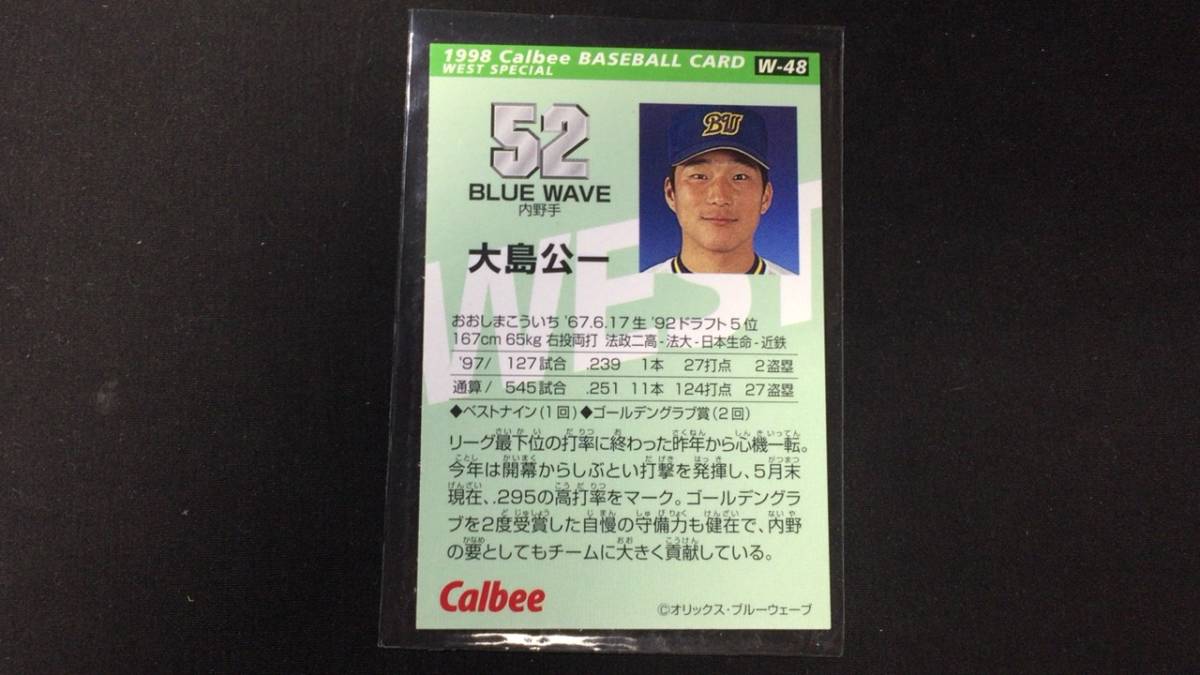 1998 Calbee BASEBALL CARD W-48
WEST SPECIAL
52
BW
BLUE WAVE
内野手
大島公一
WEST
おおしまこういち '67.6.17生 '92ドラフト5位
167cm 65kg 右投両打 法政二高-法大-日本生命-近鉄
'97/ 127試合 .239 1本 27打点 2盗塁
通算/ 545試合 .251 11本 124打点 27盗塁
◆ベストナイン(1回)◆ゴールデングラブ賞(2回)
リーグ最下位の打率に終わった昨年から心機一転。
今年は開幕からしぶとい打撃を発揮し、5月末
現在、.295の高打率をマーク。ゴールデングラ
ブを2度受賞した自慢の守備力も健在で、内野
の要としてもチームに大きく貢献している。
Calbee
©オリックス・ブルーウェーブ